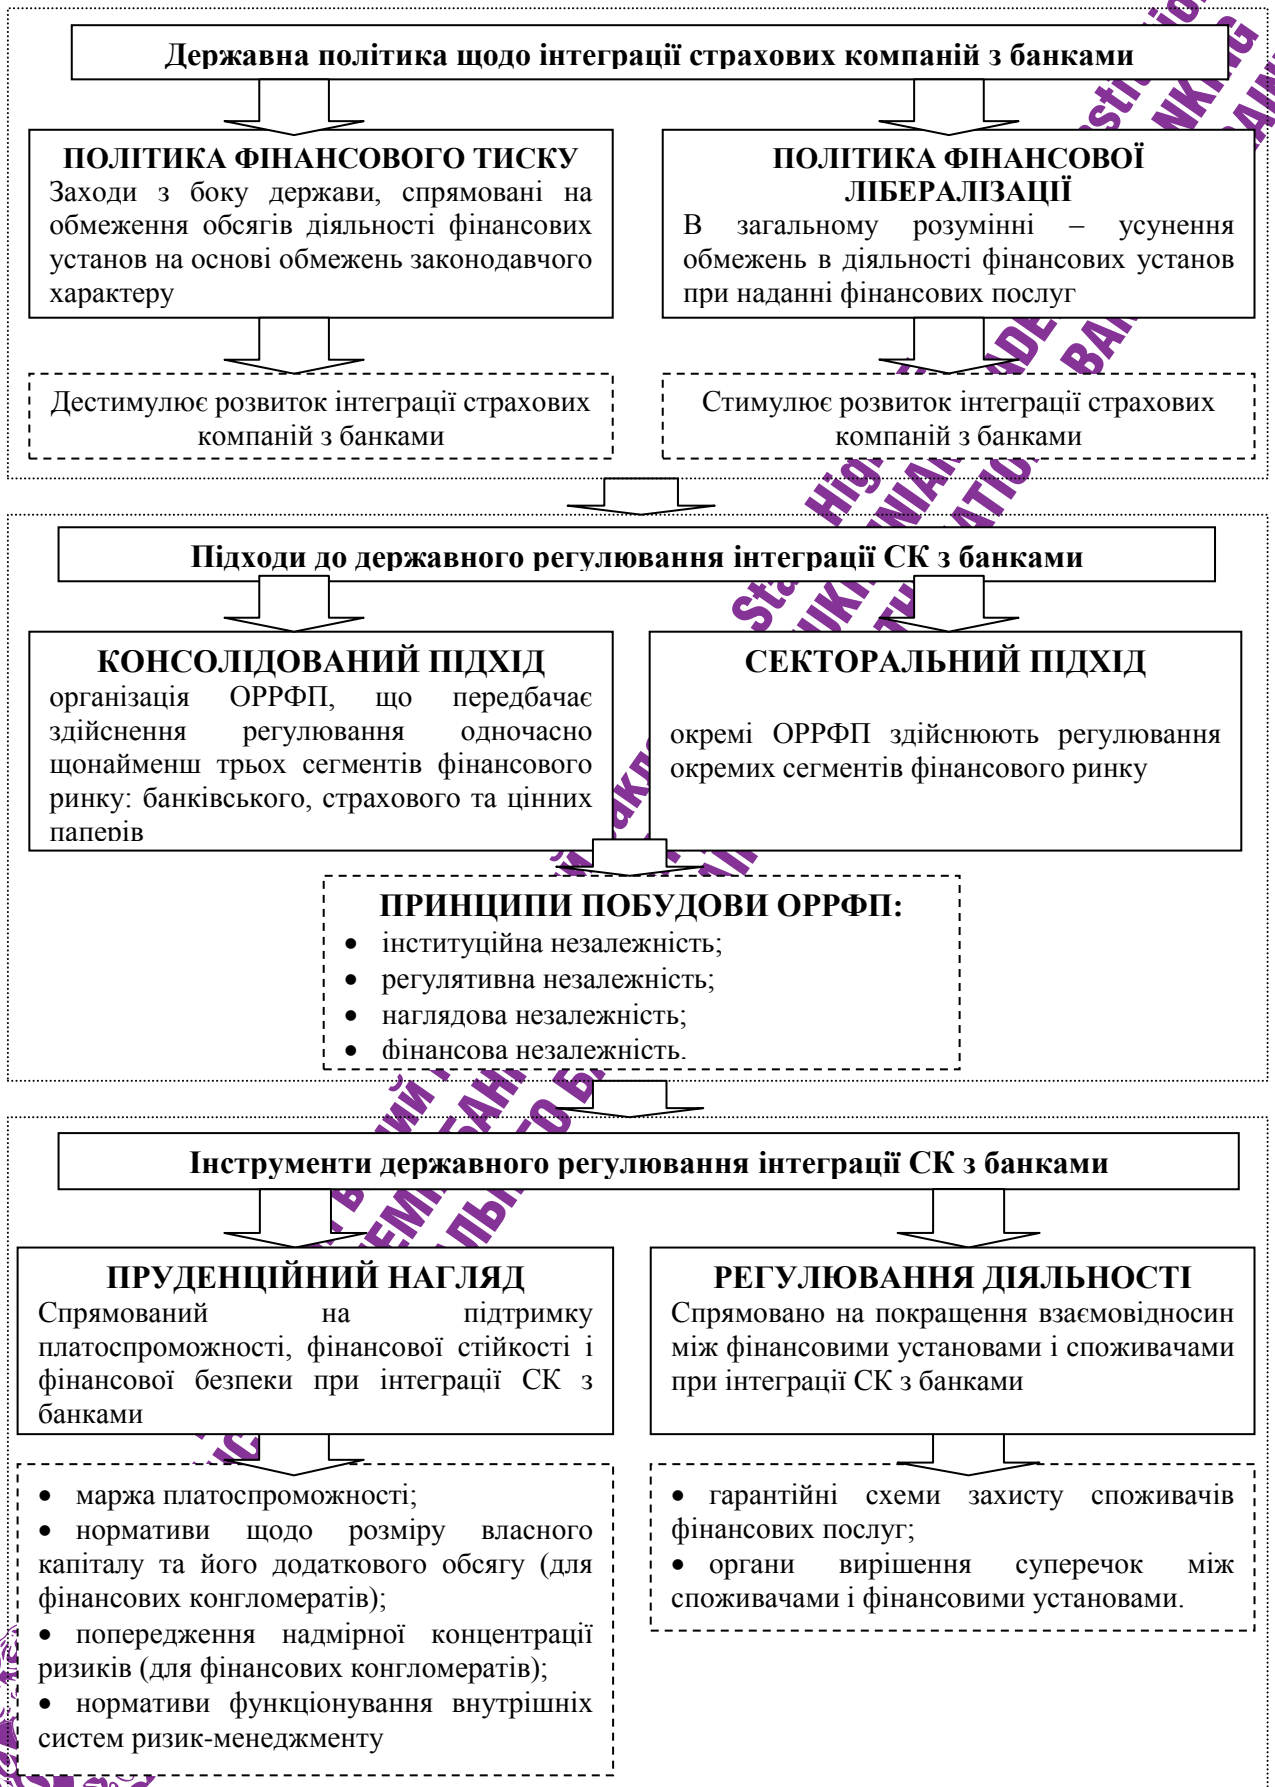 Державна політика щодо інтеграції страхових компаній з банками
ПОЛІТИКА ФІНАНСОВОГО ТИСКУ
Заходи з боку держави, спрямовані на
обмеження обсягів діяльності фінансових
установ на основі обмежень законодавчого
характеру
ПОЛІТИКА ФІНАНСОВОЇ
ЛІБЕРАЛІЗАЦІЇ
В загальному розумінні – усунення
обмежень в діяльності фінансових установ
при наданні фінансових послуг
Дестимулює розвиток інтеграції страхових
компаній з банками
Стимулює розвиток інтеграції страхових
компаній з банками
Підходи до державного регулювання інтеграції СК з банками
КОНСОЛІДОВАНИЙ ПІДХІД
організація ОРРФП, що передбачає
здійснення регулювання одночасно
щонайменш трьох сегментів фінансового
ринку: банківського, страхового та цінних
паперів
СЕКТОРАЛЬНИЙ ПІДХІД
окремі ОРРФП здійснюють регулювання
окремих сегментів фінансового ринку
ПРИНЦИПИ ПОБУДОВИ ОРРФП:
• інституційна незалежність;
• регулятивна незалежність;
• наглядова незалежність;
• фінансова незалежність.
Інструменти державного регулювання інтеграції СК з банками
ПРУДЕНЦІЙНИЙ НАГЛЯД
Спрямований на підтримку
платоспроможності, фінансової стійкості і
фінансової безпеки при інтеграції СК з
банками
РЕГУЛЮВАННЯ ДІЯЛЬНОСТІ
Спрямовано на покращення взаємовідносин
між фінансовими установами і споживачами
при інтеграції СК з банками
• маржа платоспроможності;
• нормативи щодо розміру власного
капіталу та його додаткового обсягу (для
фінансових конгломератів);
• попередження надмірної концентрації
ризиків (для фінансових конгломератів);
• нормативи функціонування внутрішніх
систем ризик-менеджменту
• гарантійні схеми захисту споживачів
фінансових послуг;
• органи вирішення суперечок між
споживачами і фінансовими установами.